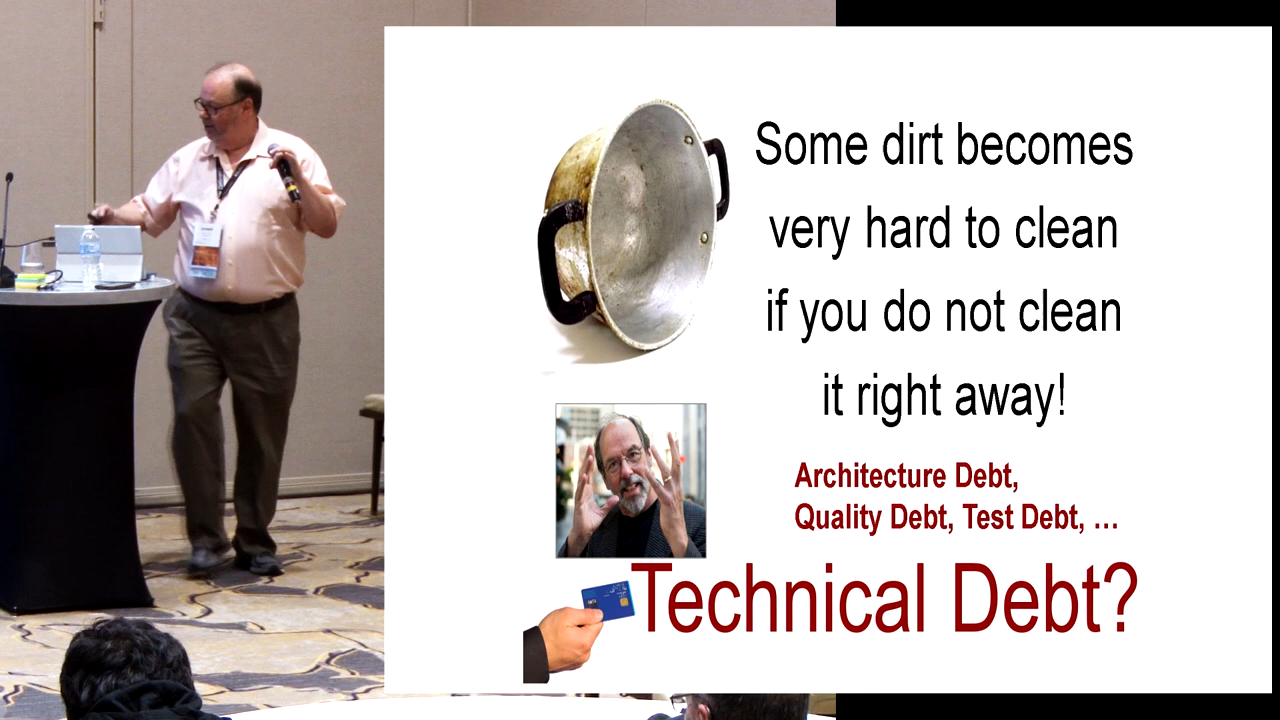 Some dirt becomes
very hard to clean
if you do not clean
it right away!
Architecture Debt,
Quality Debt, Test Debt, ...
Technical Debt?